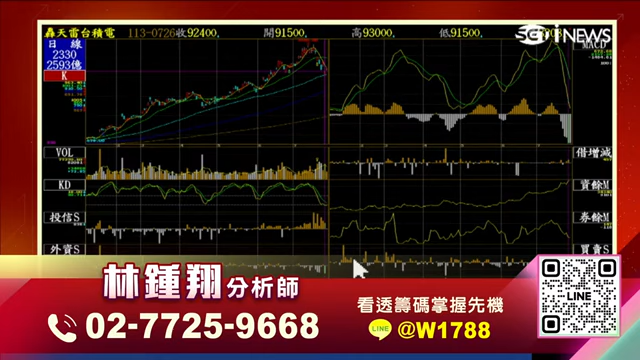 轟天雷台積電 113-0726收92400, 開91500, 高93000, 低91500,
SETiNEWS
日線
2330
2593億
K
MACD
VOL
借增減
KD
資餘M
投信S
券餘M
外資S
買賣S
林鍾翔分析師
02-7725-9668
看透籌碼掌握先機
LINE @W1788
LINE